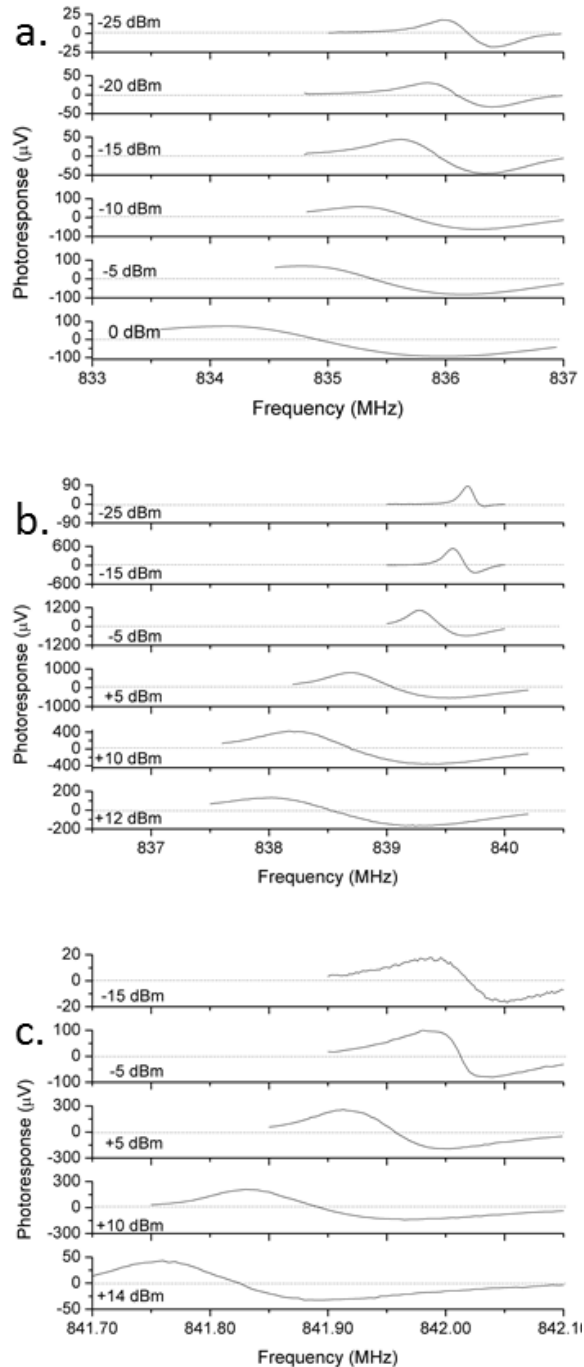 a.
Photoresponse (µV)
25
0
25
-25 dBm
50
0
-50
-20 dBm
50
0
-50
-15 dBm
100
0
-100
-10 dBm
100
0
-100
-5 dBm
100
0
-100
0 dBm
833 834 835 836 837
Frequency (MHz)
b.
Photoresponse (µV)
90
0
-90
-25 dBm
600
0
-600
-15 dBm
1200
0
-1200
-5 dBm
1000
0
-1000
+5 dBm
400
0
-400
+10 dBm
200
0
-200
+12 dBm
837 838 839 840
Frequency (MHz)
c.
Photoresponse (µV)
20
0
-20
-15 dBm
100
0
-100
-5 dBm
300
0
-300
+5 dBm
300
0
-300
+10 dBm
50
0
-50
+14 dBm
841.70 841.80 841.90 842.00 842.10
Frequency (MHz)